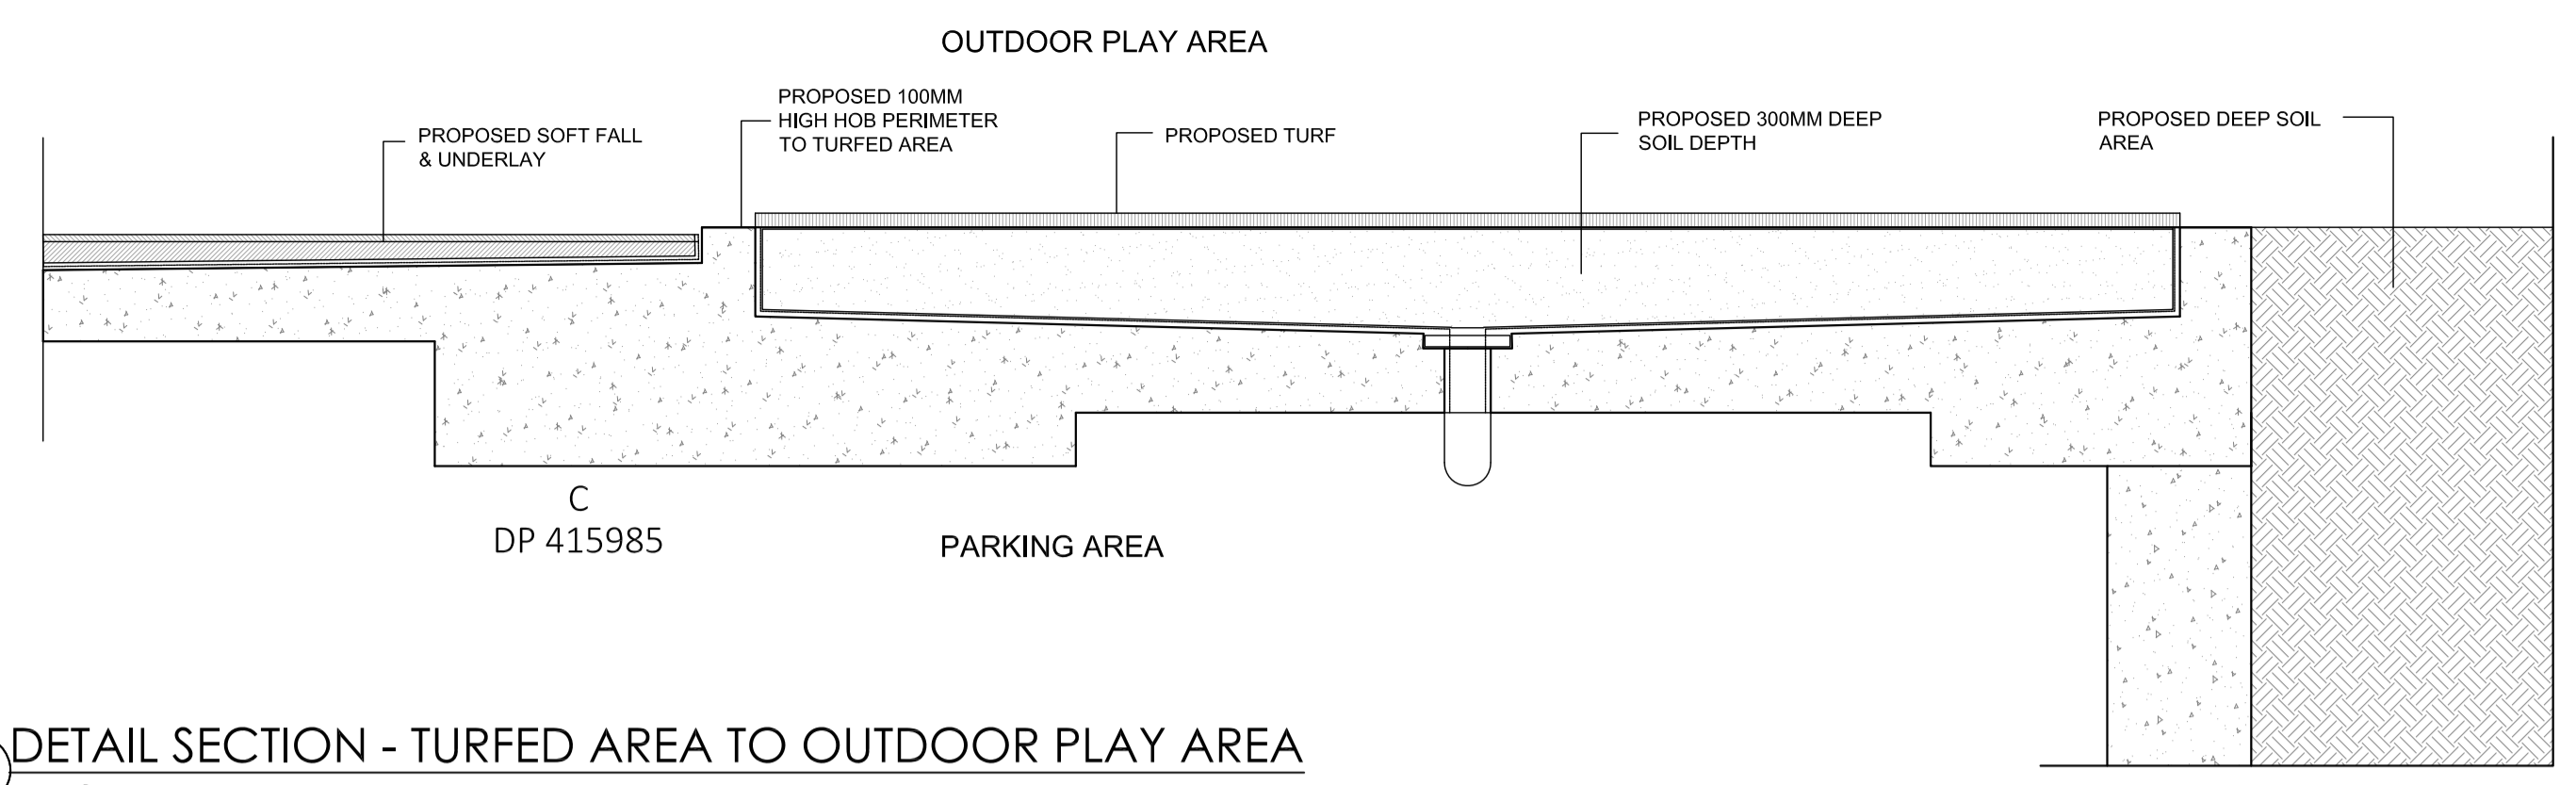 OUTDOOR PLAY AREA
PROPOSED SOFT FALL
& UNDERLAY
PROPOSED 100MM
HIGH HOB PERIMETER
TO TURFED AREA
PROPOSED TURF
PROPOSED 300MM DEEP
SOIL DEPTH
PROPOSED DEEP SOIL
AREA
C
DP 415985
PARKING AREA
DETAIL SECTION - TURFED AREA TO OUTDOOR PLAY AREA